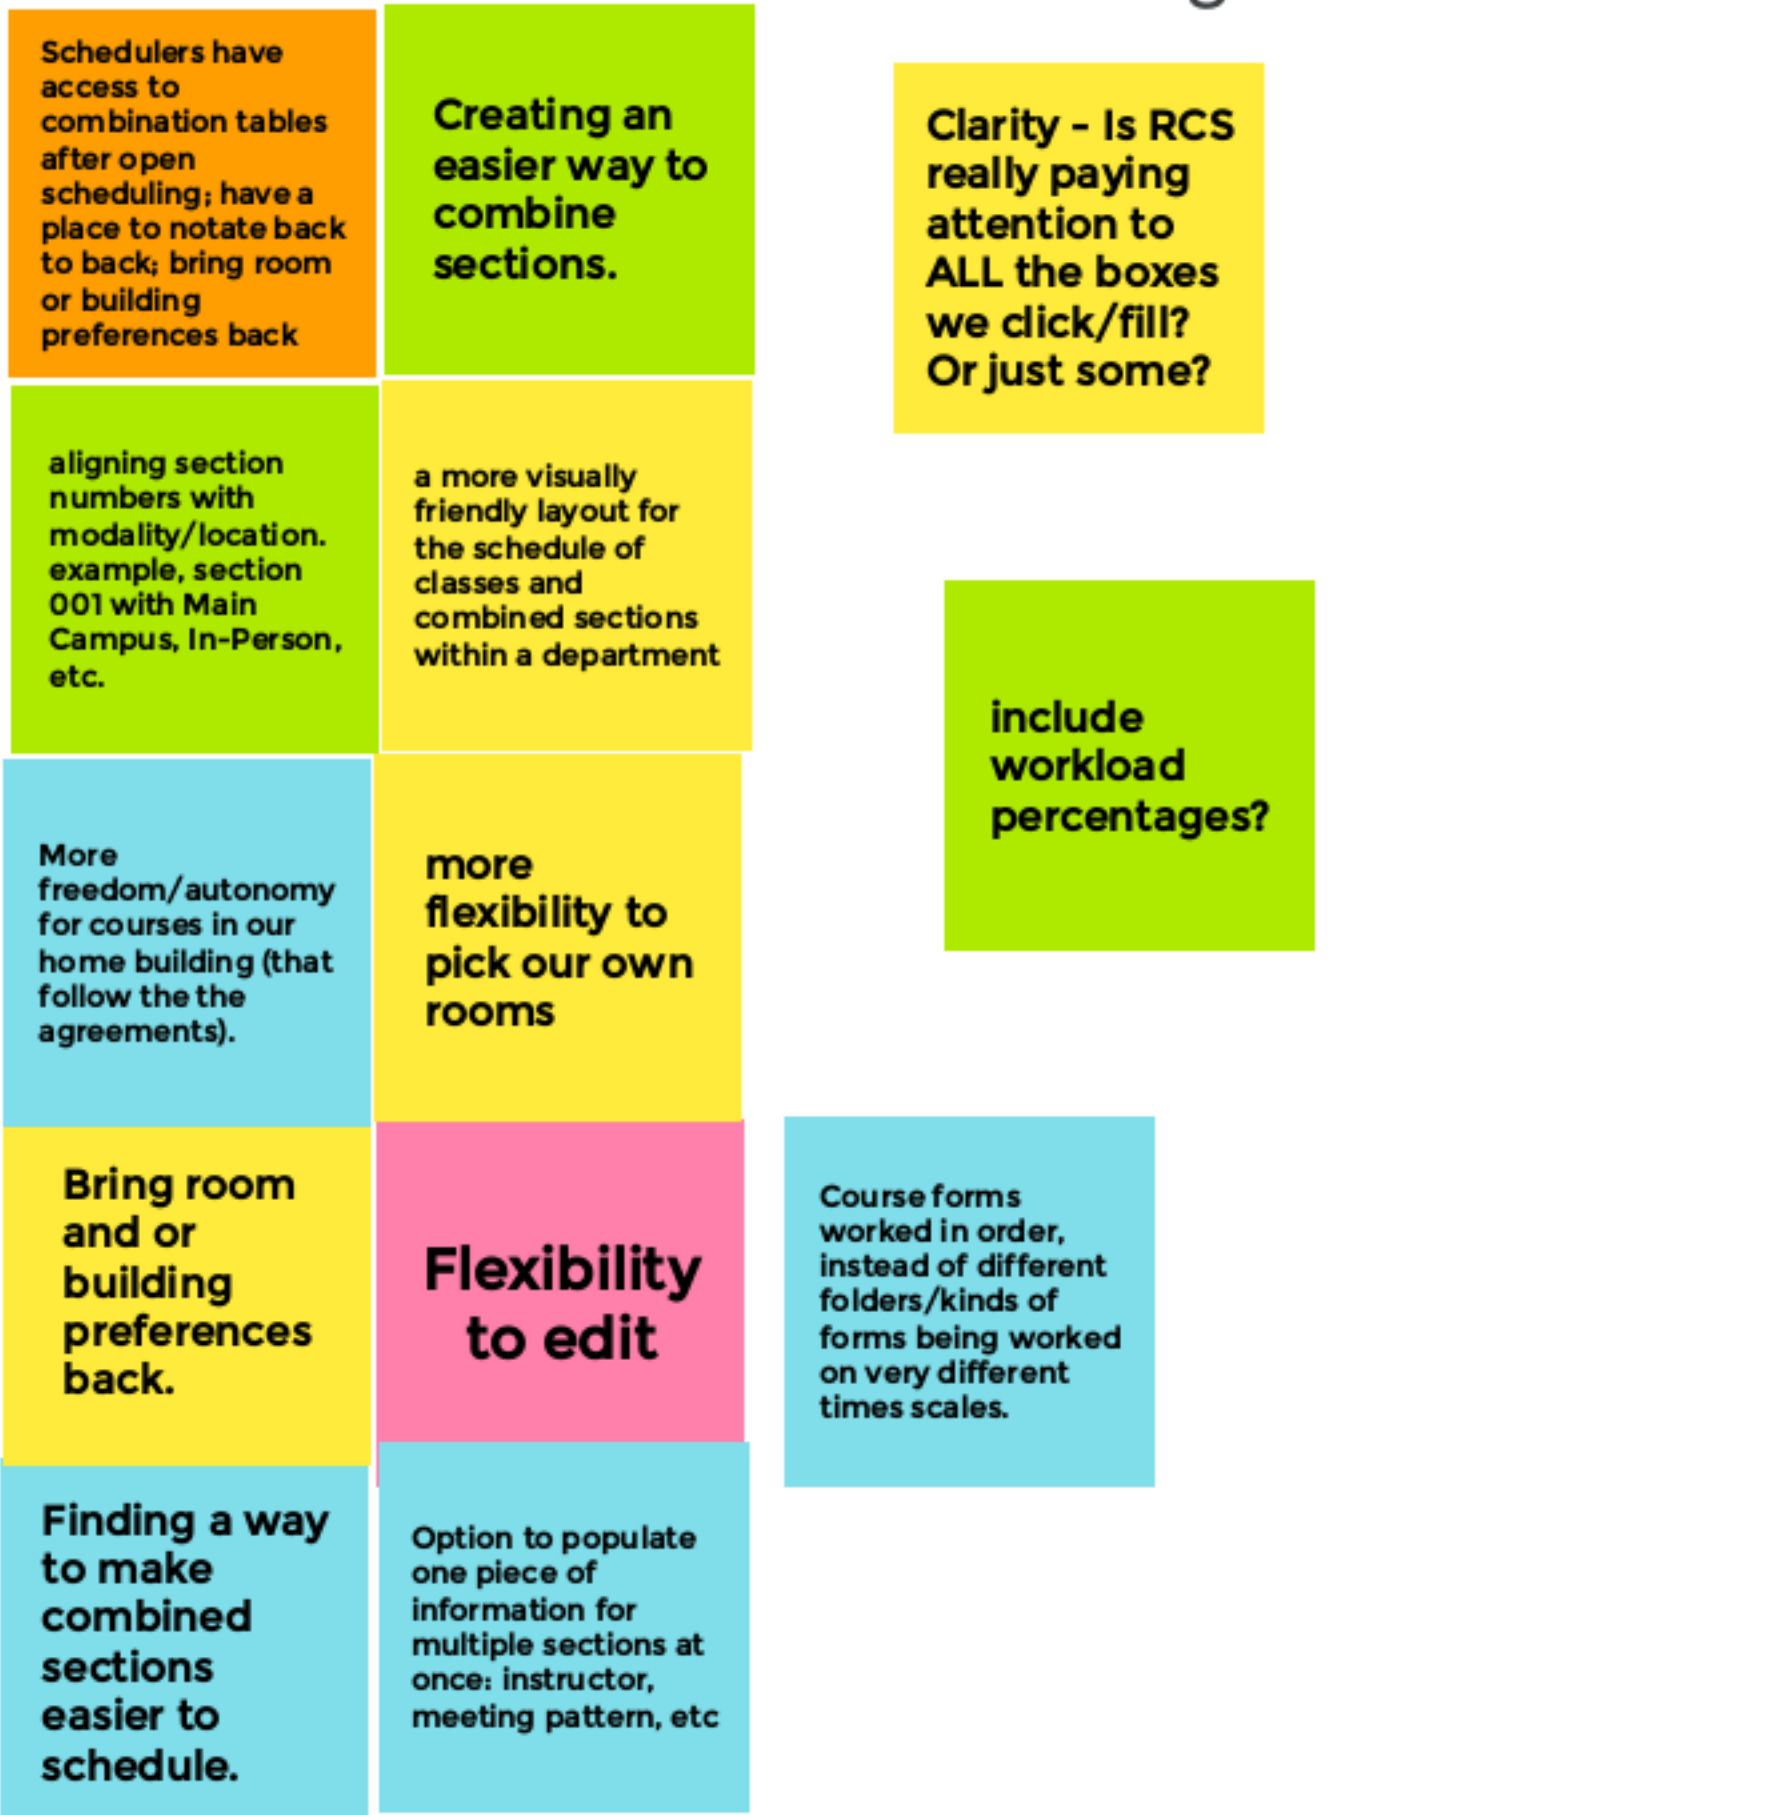 Schedulers have
access to
combination tables
after open
scheduling; have a
place to notate back
to back; bring room
or building
preferences back
Creating an
easier way to
combine
sections.
Clarity - Is RCS
really paying
attention to
ALL the boxes
we click/fill?
Or just some?
aligning section
numbers with
modality/location.
example, section
001 with Main
Campus, In-Person,
etc.
a more visually
friendly layout for
the schedule of
classes and
combined sections
within a department
include
workload
percentages?
More
freedom/autonomy
for courses in our
home building (that
follow the the
agreements).
more
flexibility to
pick our own
rooms
Bring room
and or
building
preferences
back.
Flexibility
to edit
Course forms
worked in order,
instead of different
folders/kinds of
forms being worked
on very different
times scales.
Finding a way
to make
combined
sections
easier to
schedule.
Option to populate
one piece of
information for
multiple sections at
once: instructor,
meeting pattern, etc